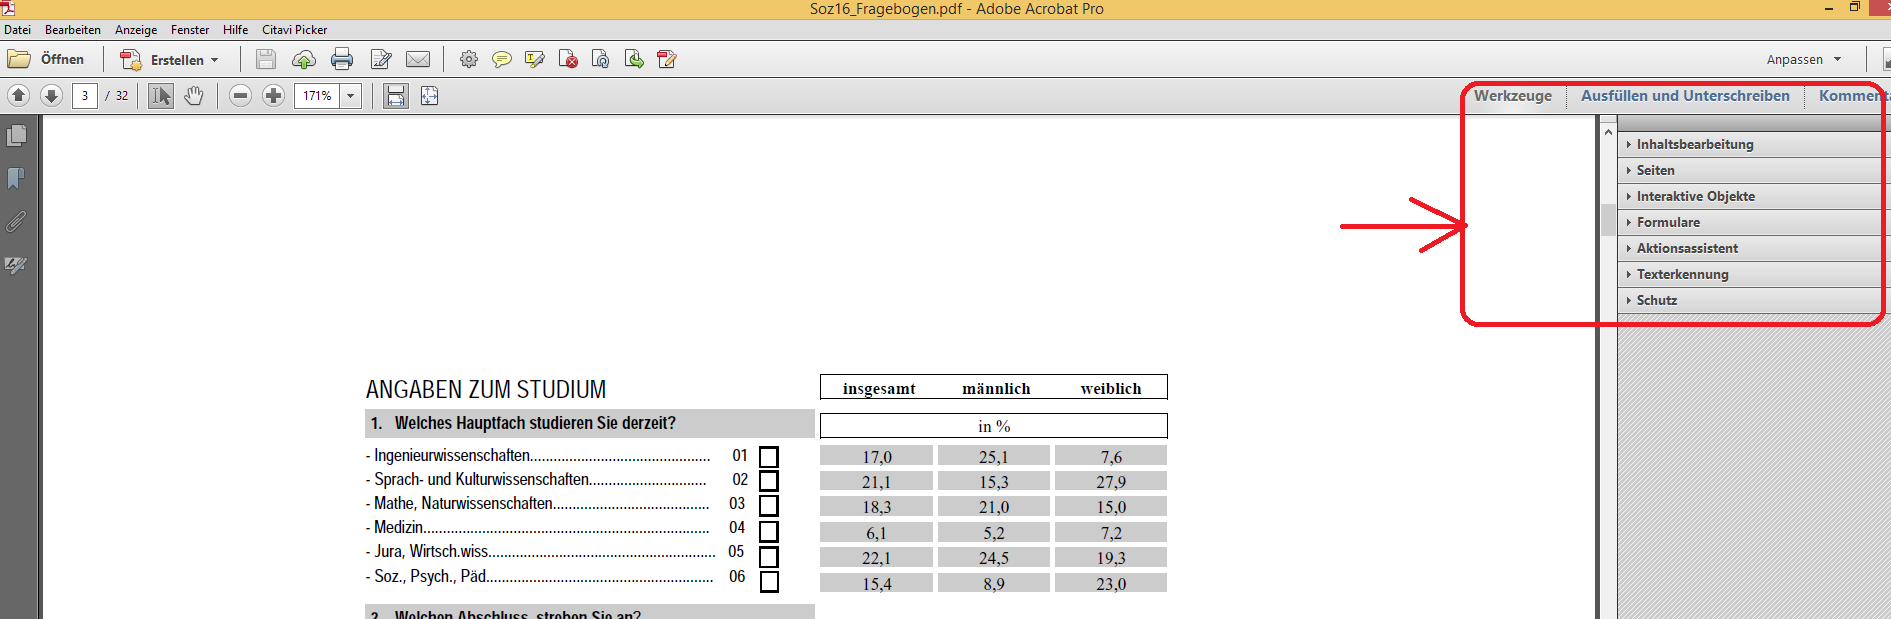 Soz16_Fragebogen.pdf - Adobe Acrobat Pro
Datei Bearbeiten Anzeige Fenster Hilfe Citavi Picker
Öffnen Erstellen Anpassen
3 / 32 171% Werkzeuge Ausfüllen und Unterschreiben Kommenta
Inhaltsbearbeitung
Seiten
Interaktive Objekte
Formulare
Aktionsassistent
Texterkennung
Schutz
ANGABEN ZUM STUDIUM insgesamt männlich weiblich
1. Welches Hauptfach studieren Sie derzeit? in %
- Ingenieurwissenschaften............................................. 01 17,0 25,1 7,6
- Sprach- und Kulturwissenschaften............................. 02 21,1 15,3 27,9
- Mathe, Naturwissenschaften....................................... 03 18,3 21,0 15,0
- Medizin....................................................................... 04 6,1 5,2 7,2
- Jura, Wirtsch.wiss........................................................ 05 22,1 24,5 19,3
- Soz., Psych., Päd........................................................ 06 15,4 8,9 23,0
2. Welchen Abschluss streben Sie an?